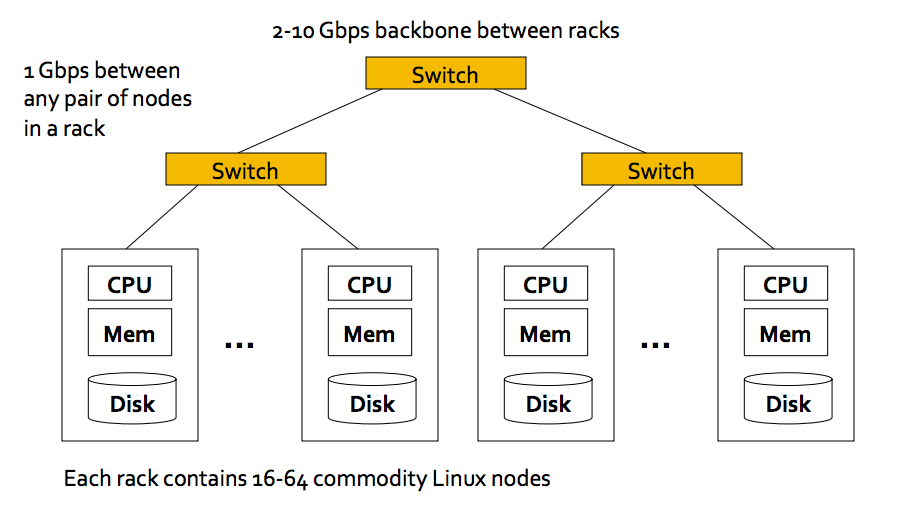 2-10 Gbps backbone between racks
1 Gbps between
any pair of nodes
in a rack
Switch
Switch
Switch
CPU
Mem
Disk
...
CPU
Mem
Disk
CPU
Mem
Disk
...
CPU
Mem
Disk
Each rack contains 16-64 commodity Linux nodes